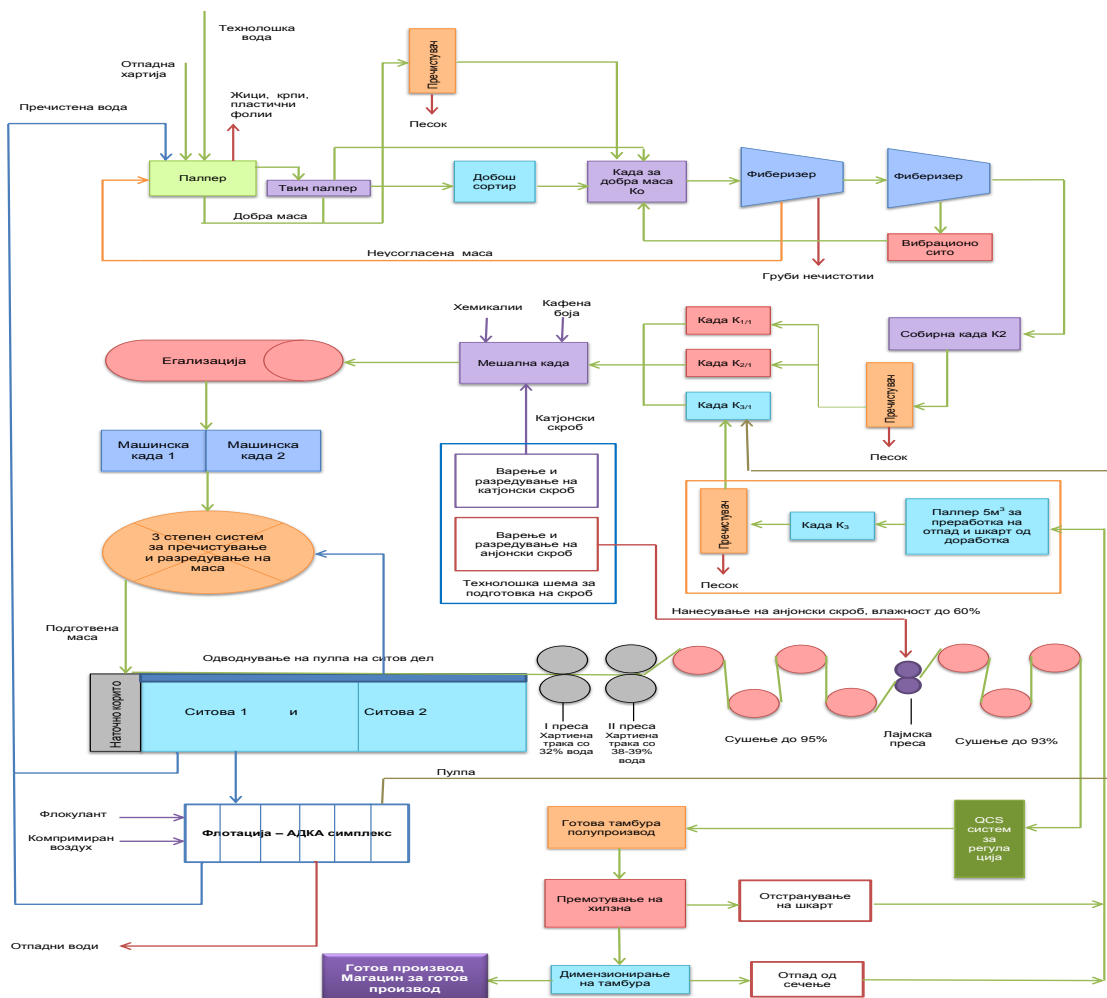 Технолошка
вода
Отпадна
хартија
Пречистена вода
Жици, крпи,
пластични
фолии
Пречистувач
Песок
Палпер
Твин палпер
Добра маса
Добош
сортир
Када за
добра маса
Ко
Фиберизер
Фиберизер
Вибрационо
сито
Неусогласена маса
Груби нечистотии
Хемикалии
Кафена
боја
Када К1/1
Када К2/1
Када К3/1
Собирна када К2
Пречистувач
Песок
Егализација
Мешална када
Катјонски
скроб
Машинска
када 1
Машинска
када 2
Варење и
разредување на
катјонски скроб
Варење и
разредување на
анјонски скроб
Технолошка шема за
подготовка на скроб
Пречистувач
Песок
Када К3
Палпер 5м³ за
преработка на
отпад и шкарт од
доработка
3 степен систем
за пречистување
и разредување на
маса
Подготвена
маса
Нанесување на анјонски скроб, влажност до 60%
Одводнување на пулпа на ситов дел
Наточно корито
Ситова 1 и Ситова 2
I преса
Хартиена
трака со
32% вода
II преса
Хартиена
трака со
38-39%
вода
Сушење до 95%
Лајмска
преса
Сушење до 93%
Пулпа
Флокулант
Компримиран
воздух
Флотација – АДКА симплекс
Готова тамбура
полупроизвод
QCS
систем
за
регула
ција
Премотување на
хилзна
Отстранување
на шкарт
Отпадни води
Готов производ
Магацин за готов
производ
Димензионирање
на тамбура
Отпад од
сечење